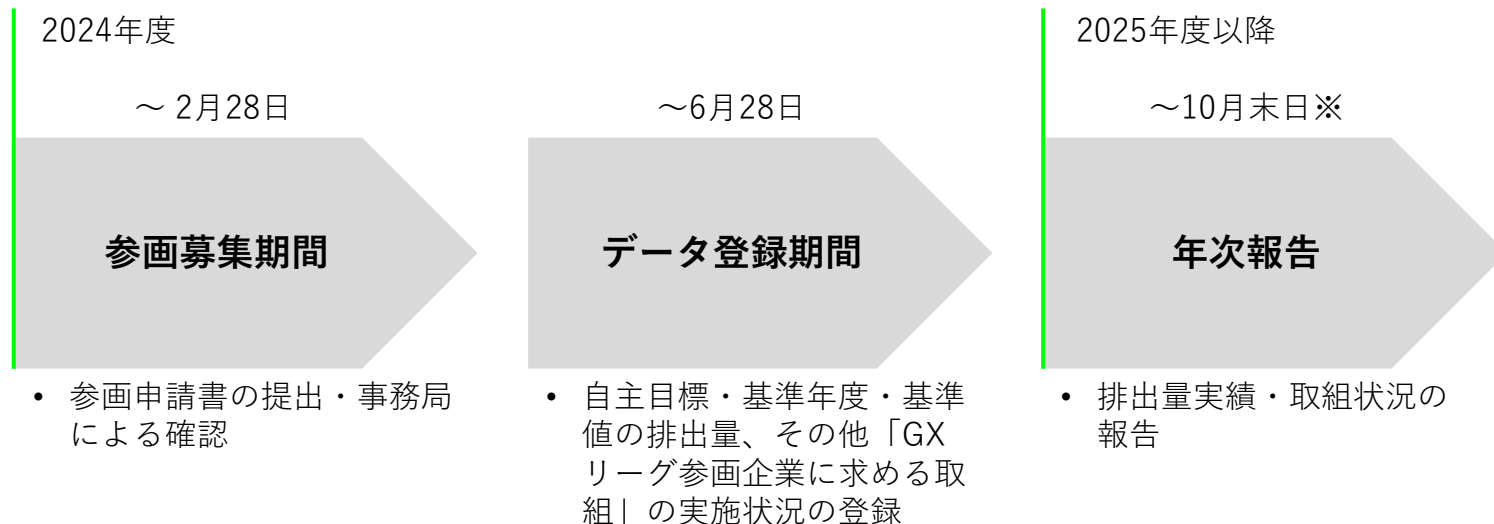 2024年度
～ 2月28日
参画募集期間
• 参画申請書の提出・事務局
による確認
～6月28日
データ登録期間
• 自主目標・基準年度・基準
値の排出量、その他「GX
リーグ参画企業に求める取
組」の実施状況の登録
2025年度以降
～10月末日※
年次報告
• 排出量実績・取組状況の
報告